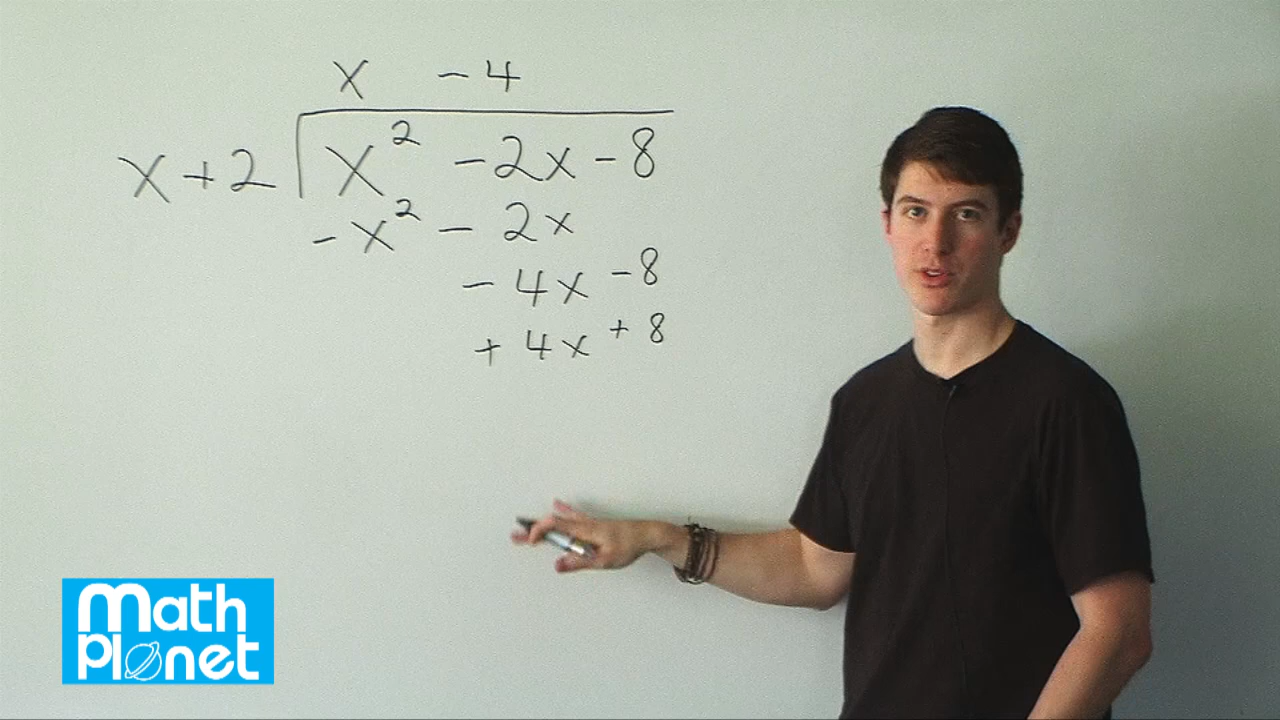 x - 4
x + 2 x² - 2x - 8
- x² - 2x
- 4x - 8
+ 4x + 8
Math
Planet